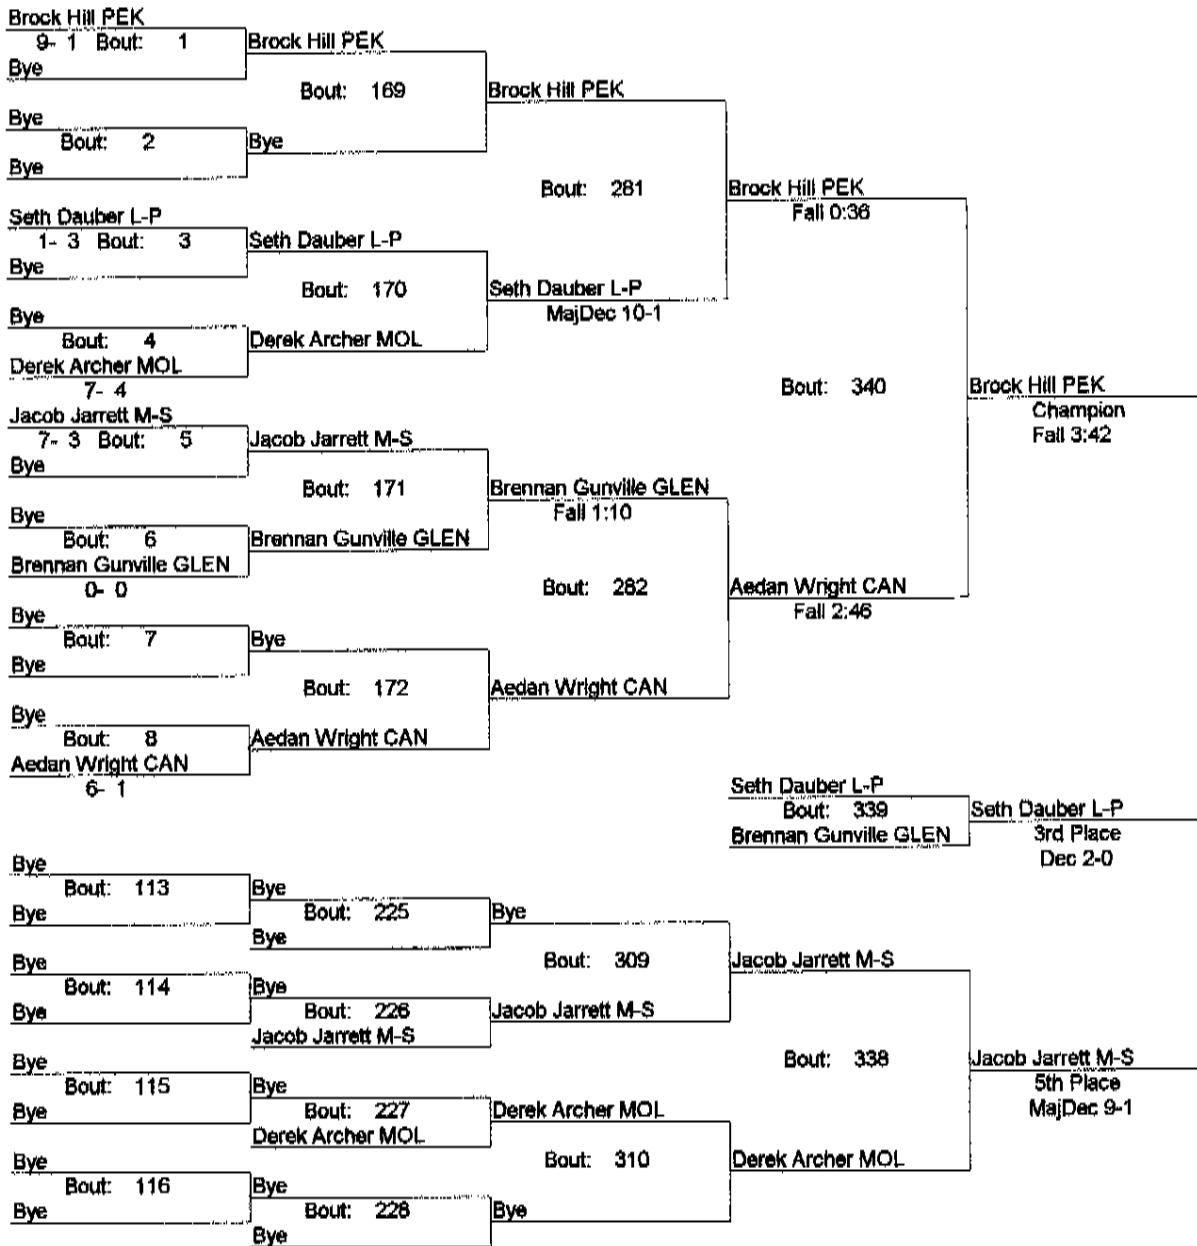 Brock Hill PEK
9- 1 Bout: 1
Brock Hill PEK
Bye
Bout: 169
Brock Hill PEK
Bye
Bout: 2
Bye
Bye
Bout: 281
Brock Hill PEK
Fall 0:36
Seth Dauber L-P
1- 3 Bout: 3
Seth Dauber L-P
Bye
Bout: 170
Seth Dauber L-P
MajDec 10-1
Bye
Bout: 4
Derek Archer MOL
Derek Archer MOL
7- 4
Bout: 340
Brock Hill PEK
Champion
Fall 3:42
Jacob Jarrett M-S
7- 3 Bout: 5
Jacob Jarrett M-S
Bye
Bout: 171
Brennan Gunville GLEN
Fall 1:10
Bye
Bout: 6
Brennan Gunville GLEN
Brennan Gunville GLEN
0- 0
Bout: 282
Aedan Wright CAN
Fall 2:46
Bye
Bout: 7
Bye
Bye
Bout: 172
Aedan Wright CAN
Bye
Bout: 8
Aedan Wright CAN
Aedan Wright CAN
6- 1
Seth Dauber L-P
Bout: 339
Seth Dauber L-P
Brennan Gunville GLEN
3rd Place
Dec 2-0
Bye
Bout: 113
Bye
Bye
Bout: 225
Bye
Bye
Bye
Bout: 114
Bye
Bye
Bout: 226
Jacob Jarrett M-S
Jacob Jarrett M-S
Bout: 309
Jacob Jarrett M-S
Bye
Bout: 115
Bye
Bye
Bout: 227
Derek Archer MOL
Derek Archer MOL
Bout: 338
Jacob Jarrett M-S
5th Place
MajDec 9-1
Bye
Bout: 116
Bye
Bye
Bout: 228
Bye
Bye
Bout: 310
Derek Archer MOL